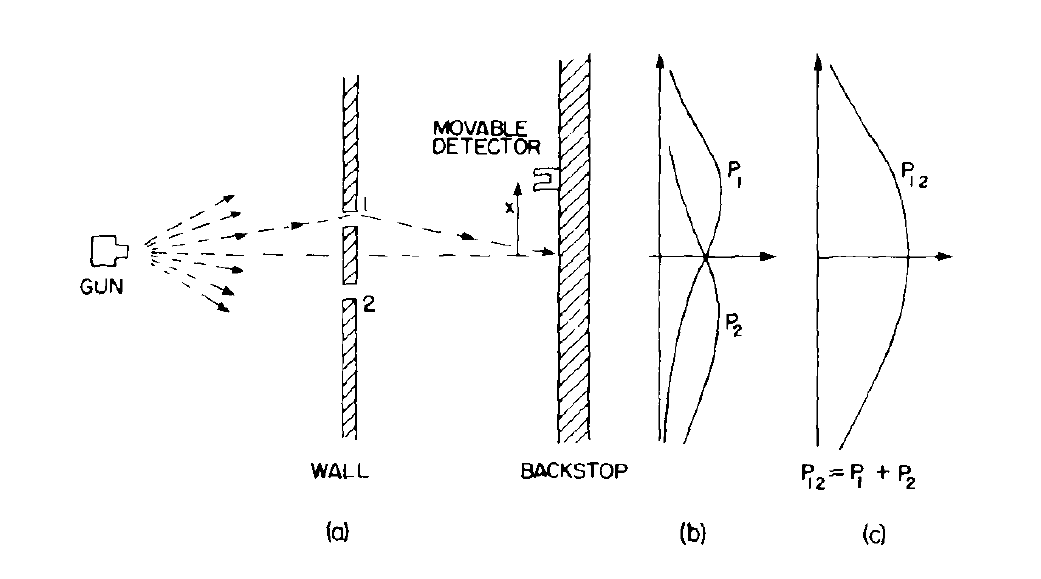 MOVABLE
DETECTOR
P₁
P₁₂
1
x
GUN
2
P₂
WALL
BACKSTOP
P₁₂ = P₁ + P₂
(a)
(b)
(c)